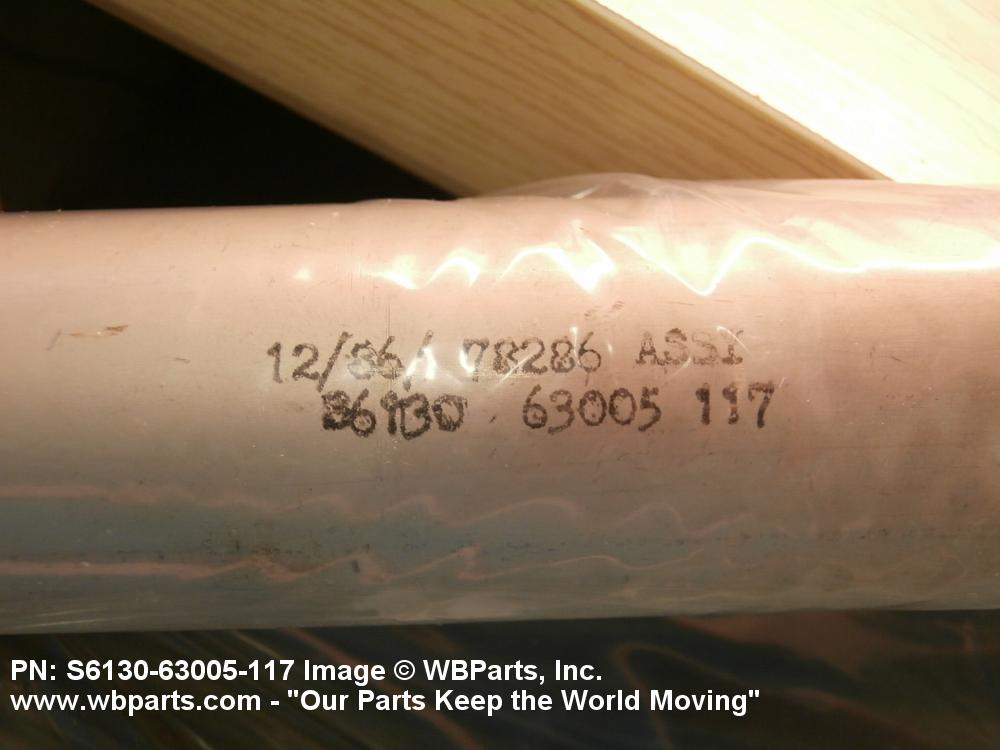 12/86/ 78286 ASSY
S6130 63005 117
PN: S6130-63005-117 Image © WBParts, Inc.
www.wbparts.com - "Our Parts Keep the World Moving"